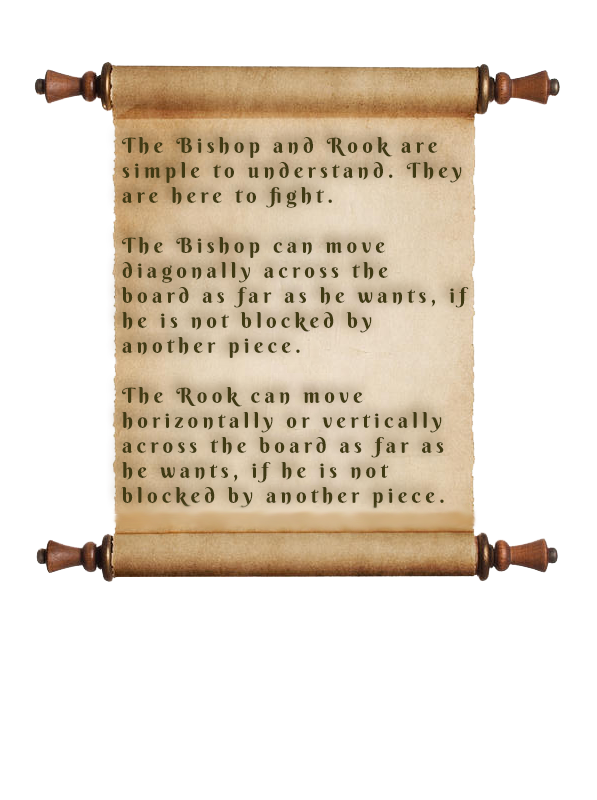 The Bishop and Rook are
simple to understand. They
are here to fight.
The Bishop can move
diagonally across the
board as far as he wants, if
he is not blocked by
another piece.
The Rook can move
horizontally or vertically
across the board as far as
he wants, if he is not
blocked by another piece.